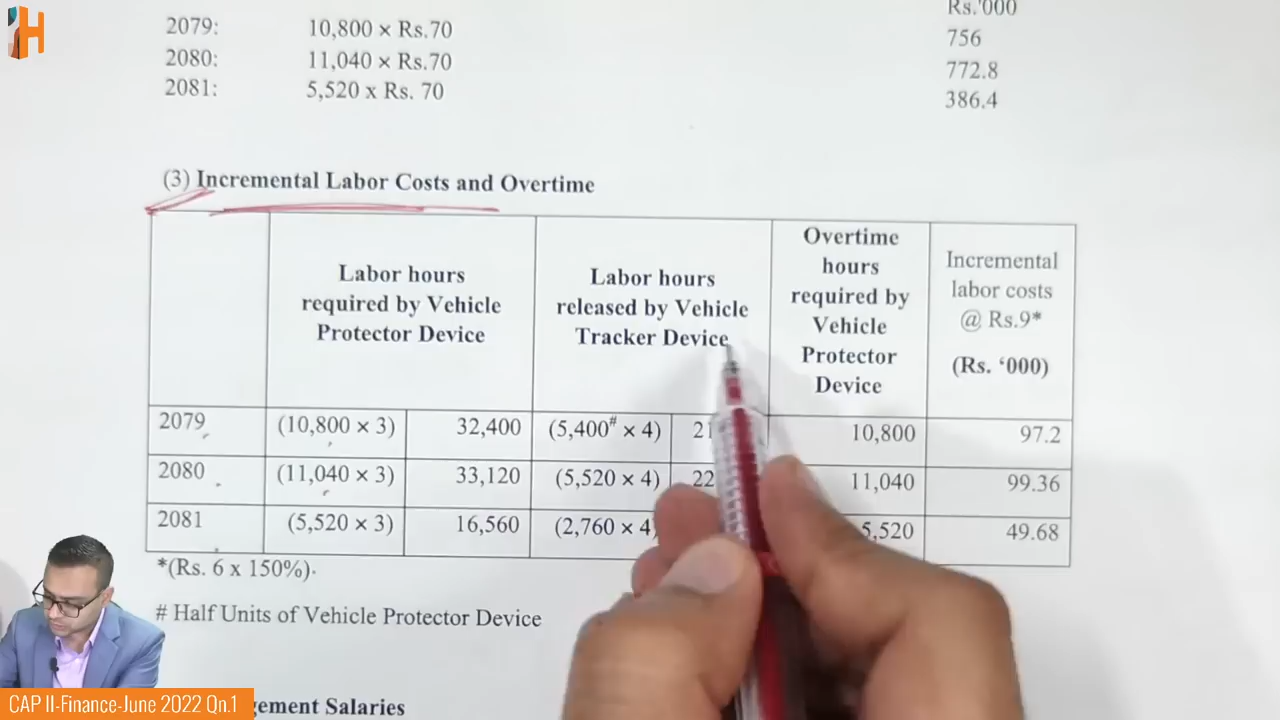 H
Rs.'000
2079: 10,800 × Rs.70 756
2080: 11,040 × Rs.70 772.8
2081: 5,520 x Rs. 70 386.4
(3) Incremental Labor Costs and Overtime
Labor hours required by Vehicle Protector Device
Labor hours released by Vehicle Tracker Device
Overtime hours required by Vehicle Protector Device
Incremental labor costs @ Rs.9* (Rs. ‘000)
2079 (10,800 × 3) 32,400 (5,400# × 4) 10,800 97.2
2080 (11,040 × 3) 33,120 (5,520 × 4) 11,040 99.36
2081 (5,520 × 3) 16,560 (2,760 × 4 5,520 49.68
*(Rs. 6 x 150%)
# Half Units of Vehicle Protector Device
Salaries
CAP II-Finance-June 2022 Qn.1